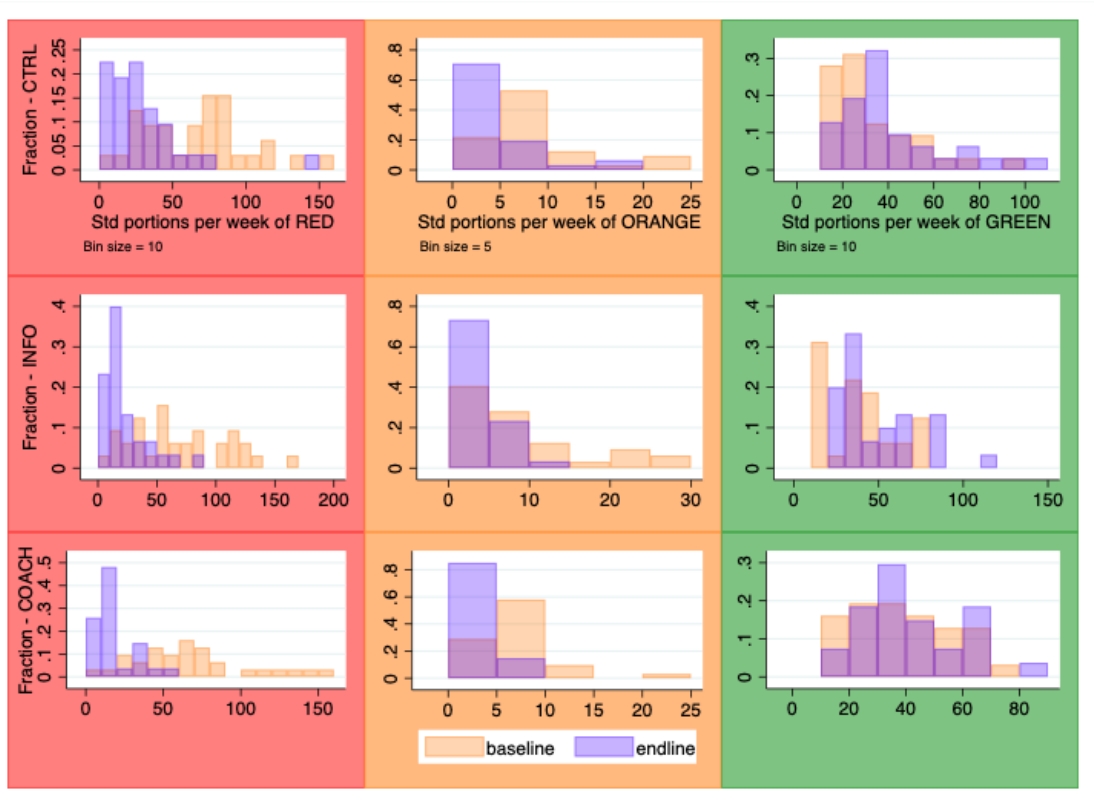 Fraction - CTRL
0 .05 .1 .15 .2 .25
0 50 100 150
Std portions per week of RED
Bin size = 10
0 .2 .4 .6 .8
0 5 10 15 20 25
Std portions per week of ORANGE
Bin size = 5
0 .1 .2 .3
0 20 40 60 80 100
Std portions per week of GREEN
Bin size = 10
Fraction - INFO
0 .1 .2 .3 .4
0 50 100 150 200
0 .2 .4 .6 .8
0 10 20 30
0 .1 .2 .3 .4
0 50 100 150
Fraction - COACH
0 .1 .2 .3 .4 .5
0 50 100 150
0 .2 .4 .6 .8
0 5 10 15 20 25
0 .1 .2 .3
0 20 40 60 80
baseline endline